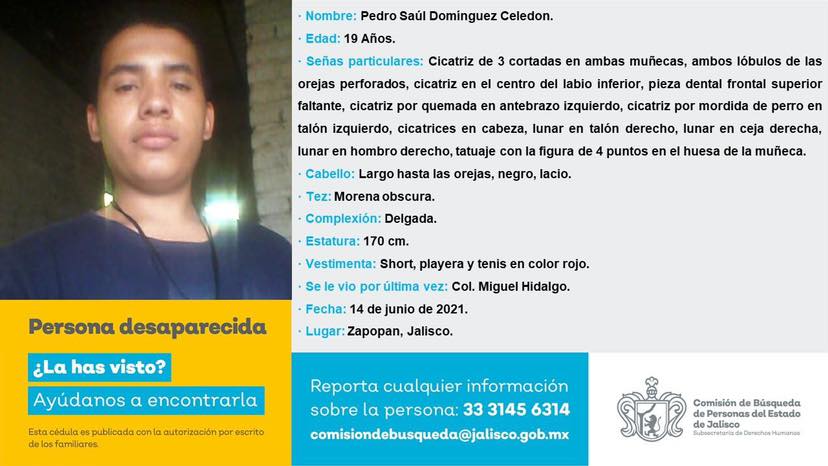 · Nombre: Pedro Saúl Domínguez Celedon.
· Edad: 19 Años.
· Señas particulares: Cicatriz de 3 cortadas en ambas muñecas, ambos lóbulos de las
orejas perforados, cicatriz en el centro del labio inferior, pieza dental frontal superior
faltante, cicatriz por quemada en antebrazo izquierdo, cicatriz por mordida de perro en
talón izquierdo, cicatrices en cabeza, lunar en talón derecho, lunar en ceja derecha,
lunar en hombro derecho, tatuaje con la figura de 4 puntos en el huesa de la muñeca.
· Cabello: Largo hasta las orejas, negro, lacio.
· Tez: Morena obscura.
· Complexión: Delgada.
· Estatura: 170 cm.
· Vestimenta: Short, playera y tenis en color rojo.
· Se le vio por última vez: Col. Miguel Hidalgo.
· Fecha: 14 de junio de 2021.
· Lugar: Zapopan, Jalisco.
Persona desaparecida
¿La has visto?
Ayúdanos a encontrarla
Esta cédula es publicada con la autorización por escrito
de los familiares.
Reporta cualquier información
sobre la persona: 33 3145 6314
comisiondebusqueda@jalisco.gob.mx
Comisión de Búsqueda
de Personas del Estado
de Jalisco
Subsecretaría de Derechos Humanos